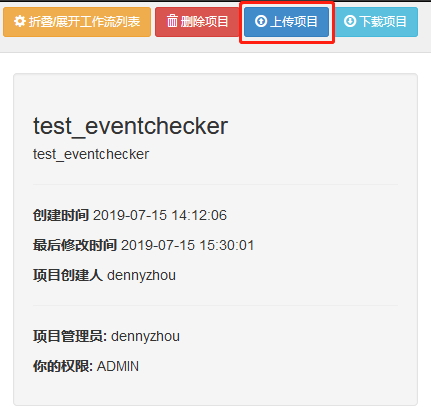 折叠/展开工作流列表 删除项目 上传项目 下载项目
test_eventchecker
test_eventchecker
创建时间 2019-07-15 14:12:06
最后修改时间 2019-07-15 15:30:01
项目创建人 dennyzhou
项目管理员: dennyzhou
你的权限: ADMIN